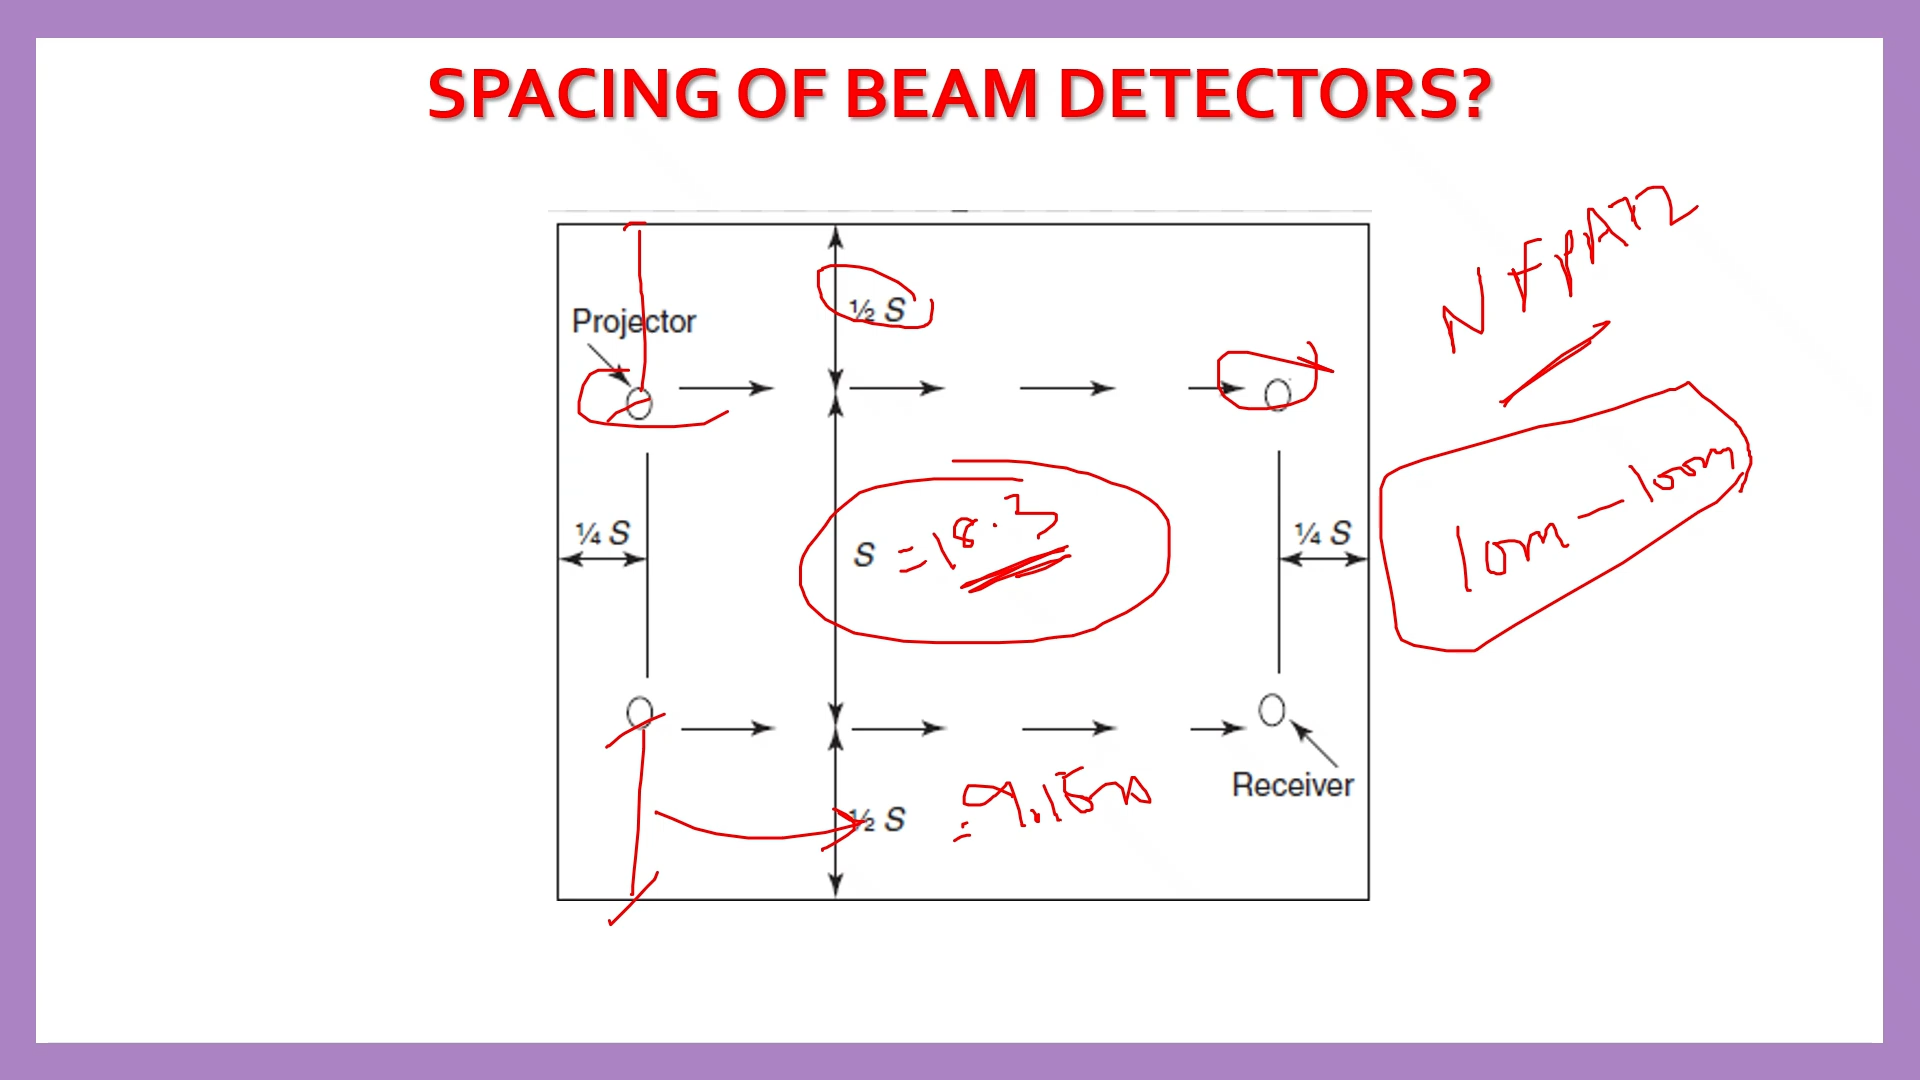 SPACING OF BEAM DETECTORS?
NFPA72
½ S
Projector
10m - 100m
¼ S
S = 18.3
¼ S
Receiver
½ S = 9.15m